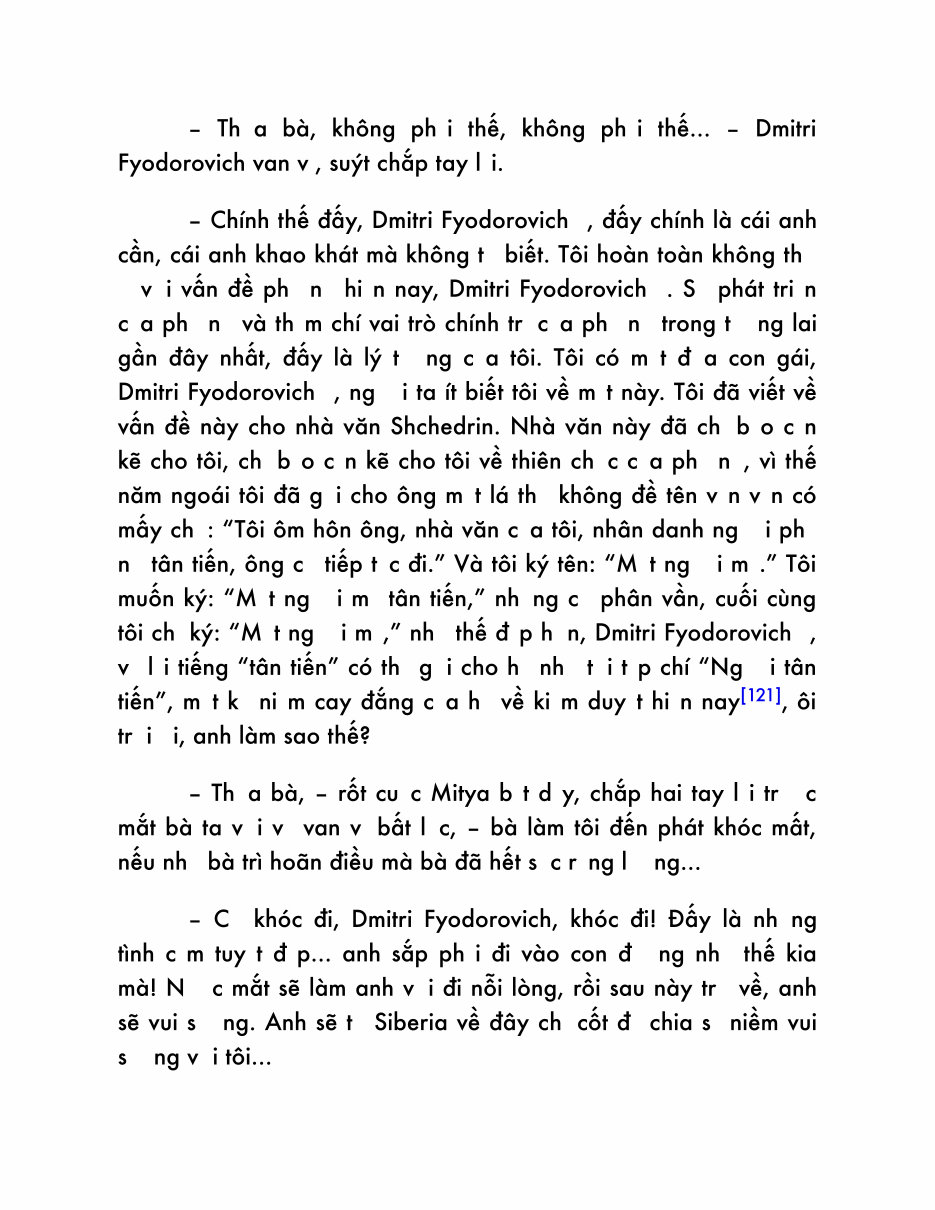 – Th a bà, không ph i thế, không ph i thế... – Dmitri
Fyodorovich van v , suýt chắp tay l i.
– Chính thế đấy, Dmitri Fyodorovich , đấy chính là cái anh
cần, cái anh khao khát mà không t biết. Tôi hoàn toàn không th
v i vấn đề ph n hi n nay, Dmitri Fyodorovich . S phát tri n
c a ph n và th m chí vai trò chính tr c a ph n trong t ng lai
gần đây nhất, đấy là lý t ng c a tôi. Tôi có m t đ a con gái,
Dmitri Fyodorovich , ng i ta ít biết tôi về m t này. Tôi đã viết về
vấn đề này cho nhà văn Shchedrin. Nhà văn này đã ch b o c n
kẽ cho tôi, ch b o c n kẽ cho tôi về thiên ch c c a ph n , vì thế
năm ngoái tôi đã g i cho ông m t lá th không đề tên v n v n có
mấy ch : “Tôi ôm hôn ông, nhà văn c a tôi, nhân danh ng i ph
n tân tiến, ông c tiếp t c đi.” Và tôi ký tên: “M t ng i m .” Tôi
muốn ký: “M t ng i m tân tiến,” nh ng c phân vần, cuối cùng
tôi ch ký: “M t ng i m ,” nh thế đ p h n, Dmitri Fyodorovich ,
v l i tiếng “tân tiến” có th g i cho h nh t i t p chí “Ng i tân
tiến”, m t k ni m cay đắng c a h về ki m duy t hi n nay[121], ôi
tr i i, anh làm sao thế?
– Th a bà, – rốt cu c Mitya b t d y, chắp hai tay l i tr c
mắt bà ta v i v van v bất l c, – bà làm tôi đến phát khóc mất,
nếu nh bà trì hoãn điều mà bà đã hết s c r ng l ng...
– C khóc đi, Dmitri Fyodorovich, khóc đi! Đấy là nh ng
tình c m tuy t đ p... anh sắp ph i đi vào con đ ng nh thế kia
mà! N c mắt sẽ làm anh v i đi nỗi lòng, rồi sau này tr về, anh
sẽ vui s ng. Anh sẽ t Siberia về đây ch cốt đ chia s niềm vui
s ng v i tôi...